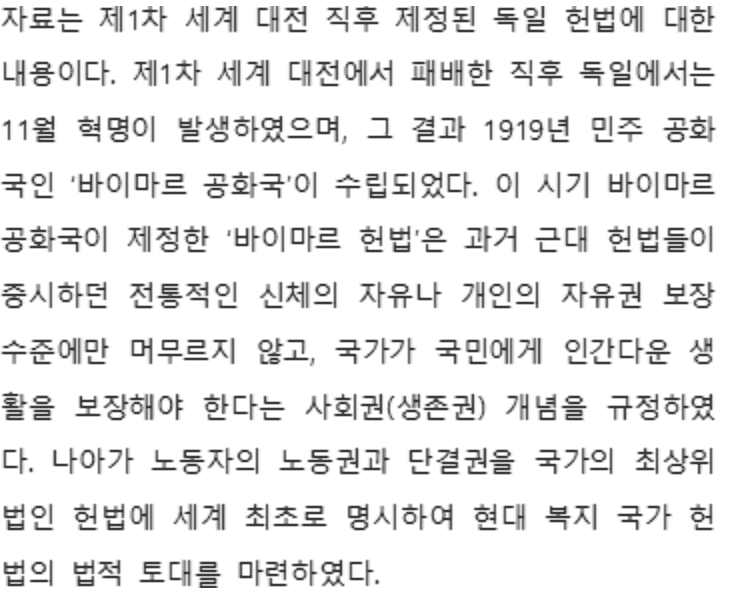 자료는 제1차 세계 대전 직후 제정된 독일 헌법에 대한
내용이다. 제1차 세계 대전에서 패배한 직후 독일에서는
11월 혁명이 발생하였으며, 그 결과 1919년 민주 공화
국인 ‘바이마르 공화국’이 수립되었다. 이 시기 바이마르
공화국이 제정한 ‘바이마르 헌법’은 과거 근대 헌법들이
중시하던 전통적인 신체의 자유나 개인의 자유권 보장
수준에만 머무르지 않고, 국가가 국민에게 인간다운 생
활을 보장해야 한다는 사회권(생존권) 개념을 규정하였
다. 나아가 노동자의 노동권과 단결권을 국가의 최상위
법인 헌법에 세계 최초로 명시하여 현대 복지 국가 헌
법의 법적 토대를 마련하였다.